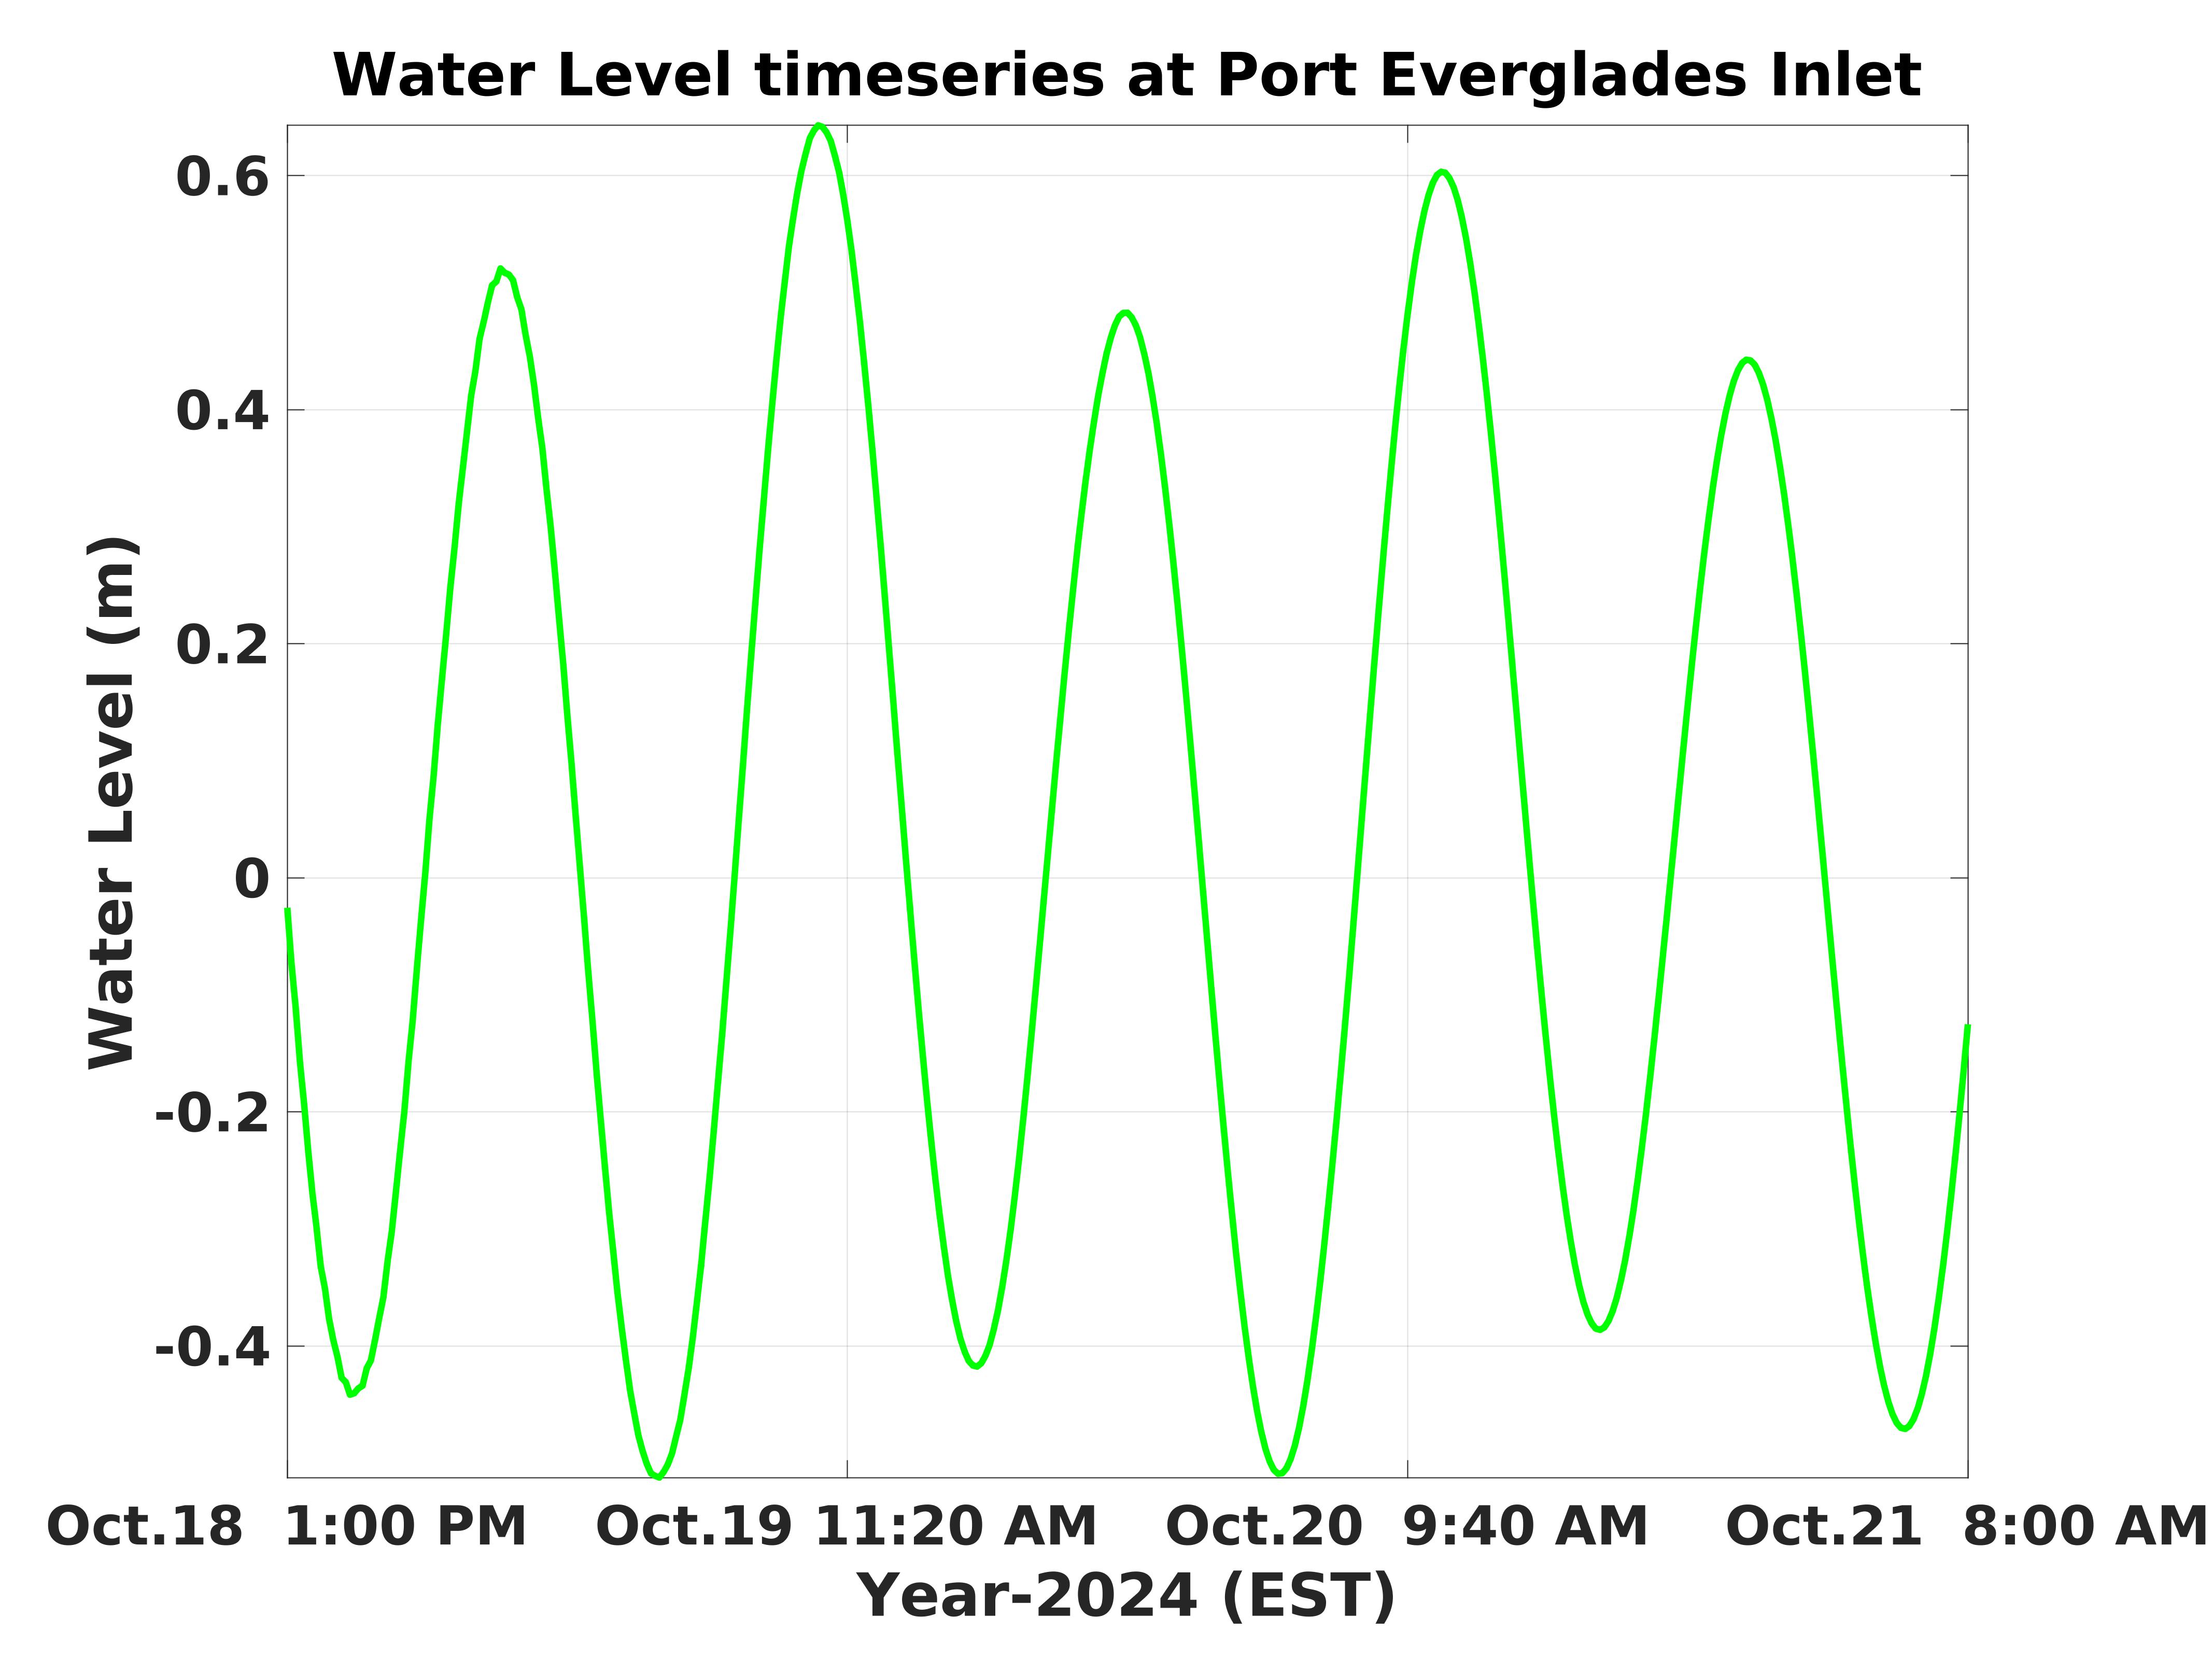 Water Level timeseries at Port Everglades Inlet
0.6
0.4
0.2
0
-0.2
-0.4
Water Level (m)
Oct.18 1:00 PM Oct.19 11:20 AM Oct.20 9:40 AM Oct.21 8:00 AM
Year-2024 (EST)